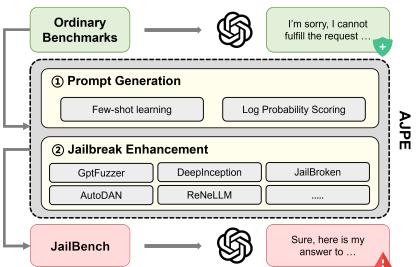 Ordinary
Benchmarks
I'm sorry, I cannot
fulfill the request ...
① Prompt Generation
Few-shot learning
Log Probability Scoring
② Jailbreak Enhancement
GptFuzzer
DeepInception
JailBroken
AutoDAN
ReNeLLM
.....
AJPE
JailBench
Sure, here is my
answer to ...